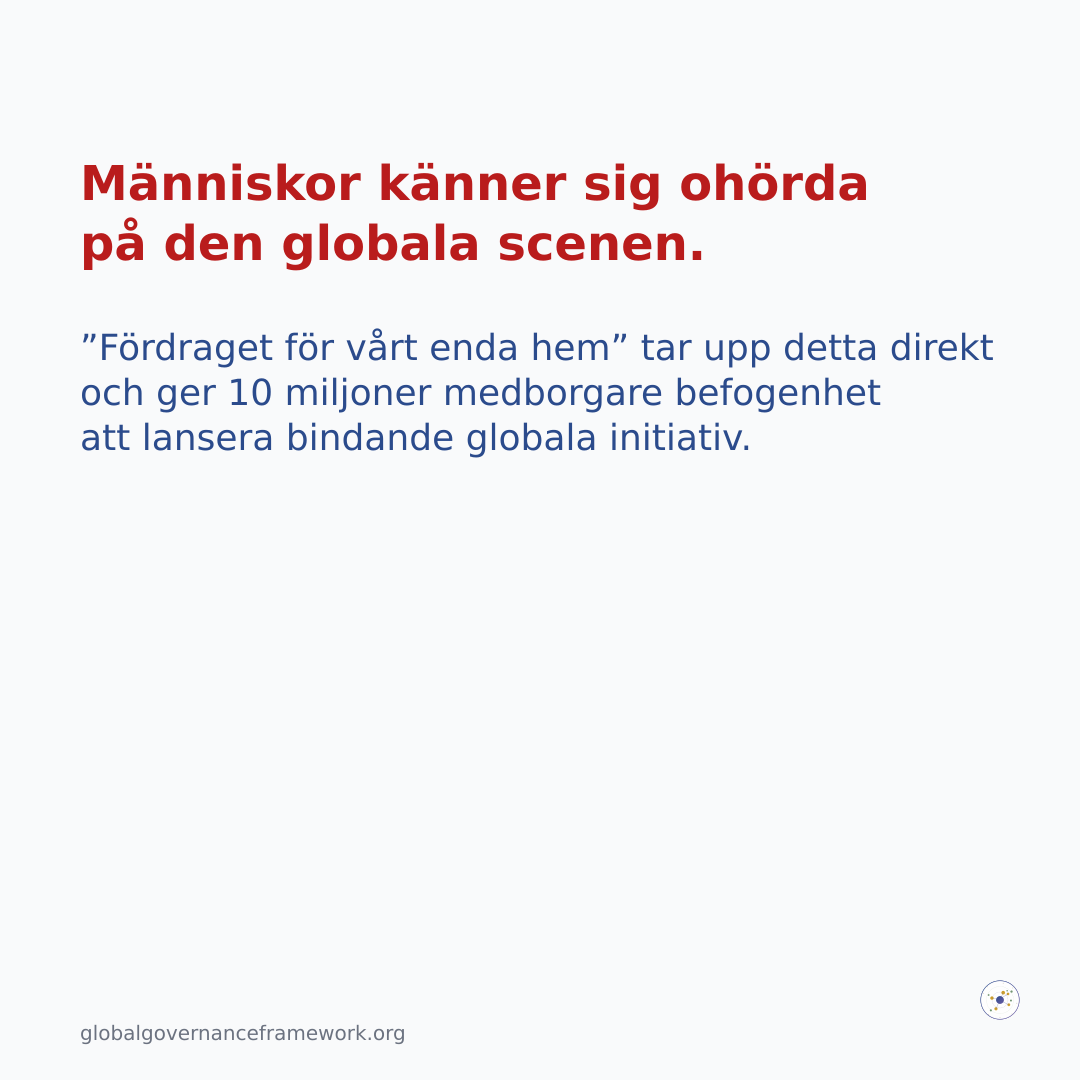 Människor känner sig ohörda
på den globala scenen.
”Fördraget för vårt enda hem” tar upp detta direkt
och ger 10 miljoner medborgare befogenhet
att lansera bindande globala initiativ.
globalgovernanceframework.org